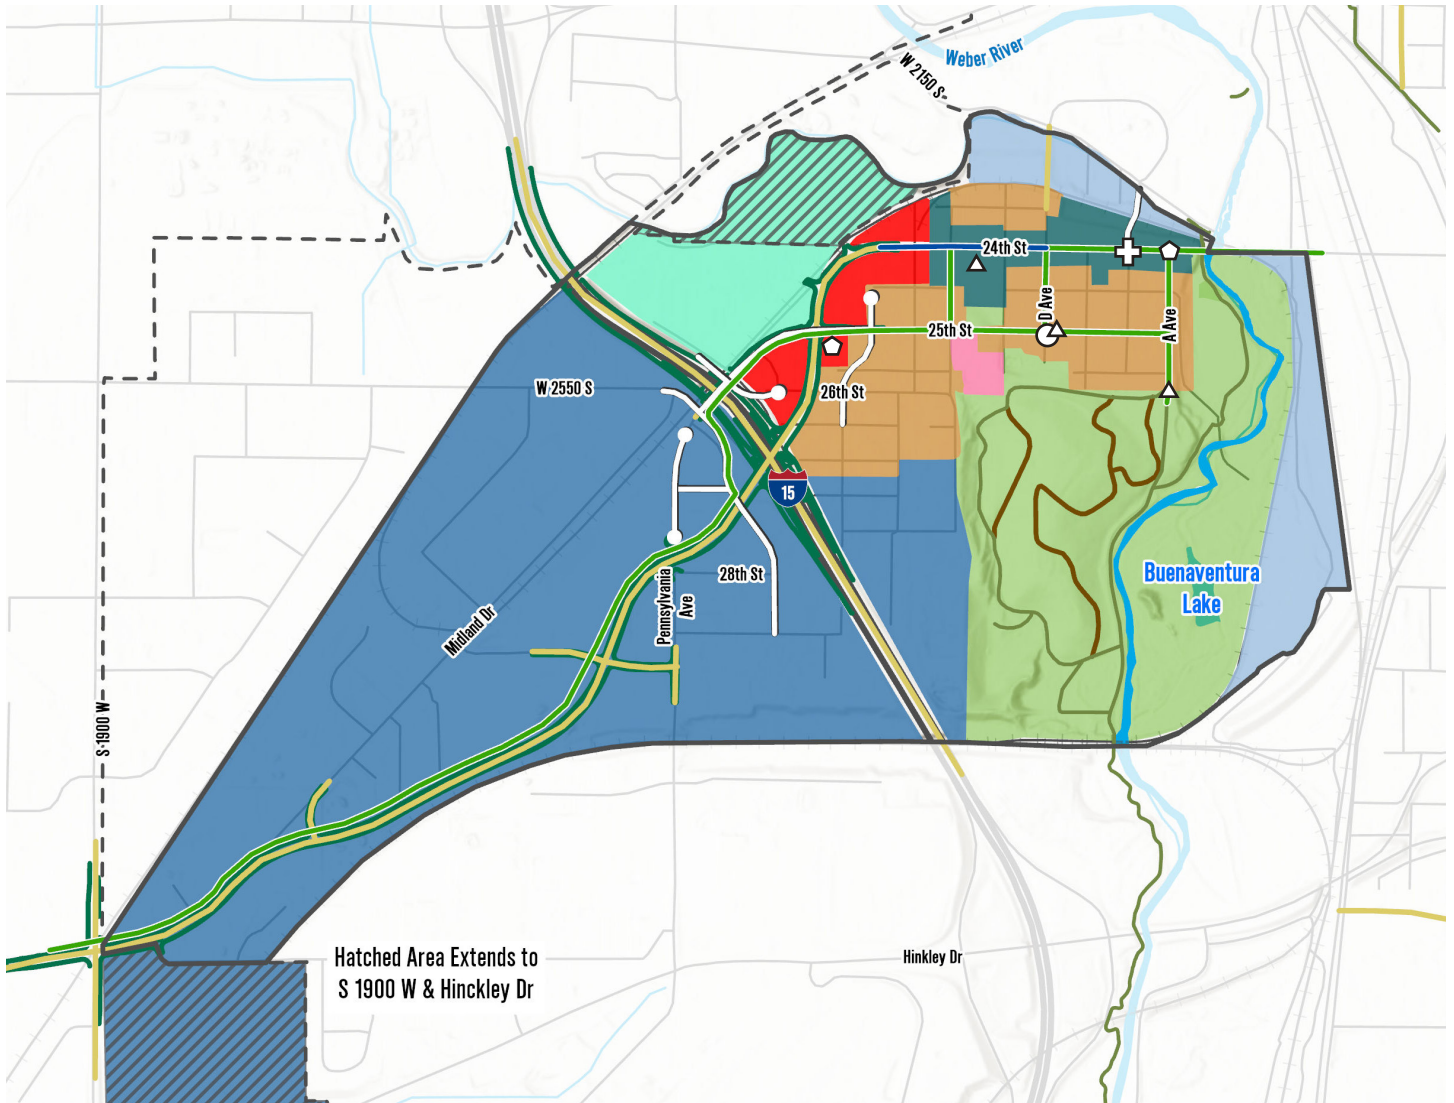 Weber River
W 2150 S
24th St
D Ave
A Ave
25th St
W 2550 S
26th St
15
28th St
Pennsylvania
Ave
Buenaventura
Lake
Midland Dr
S 1900 W
Hatched Area Extends to
S 1900 W & Hinckley Dr
Hinkley Dr